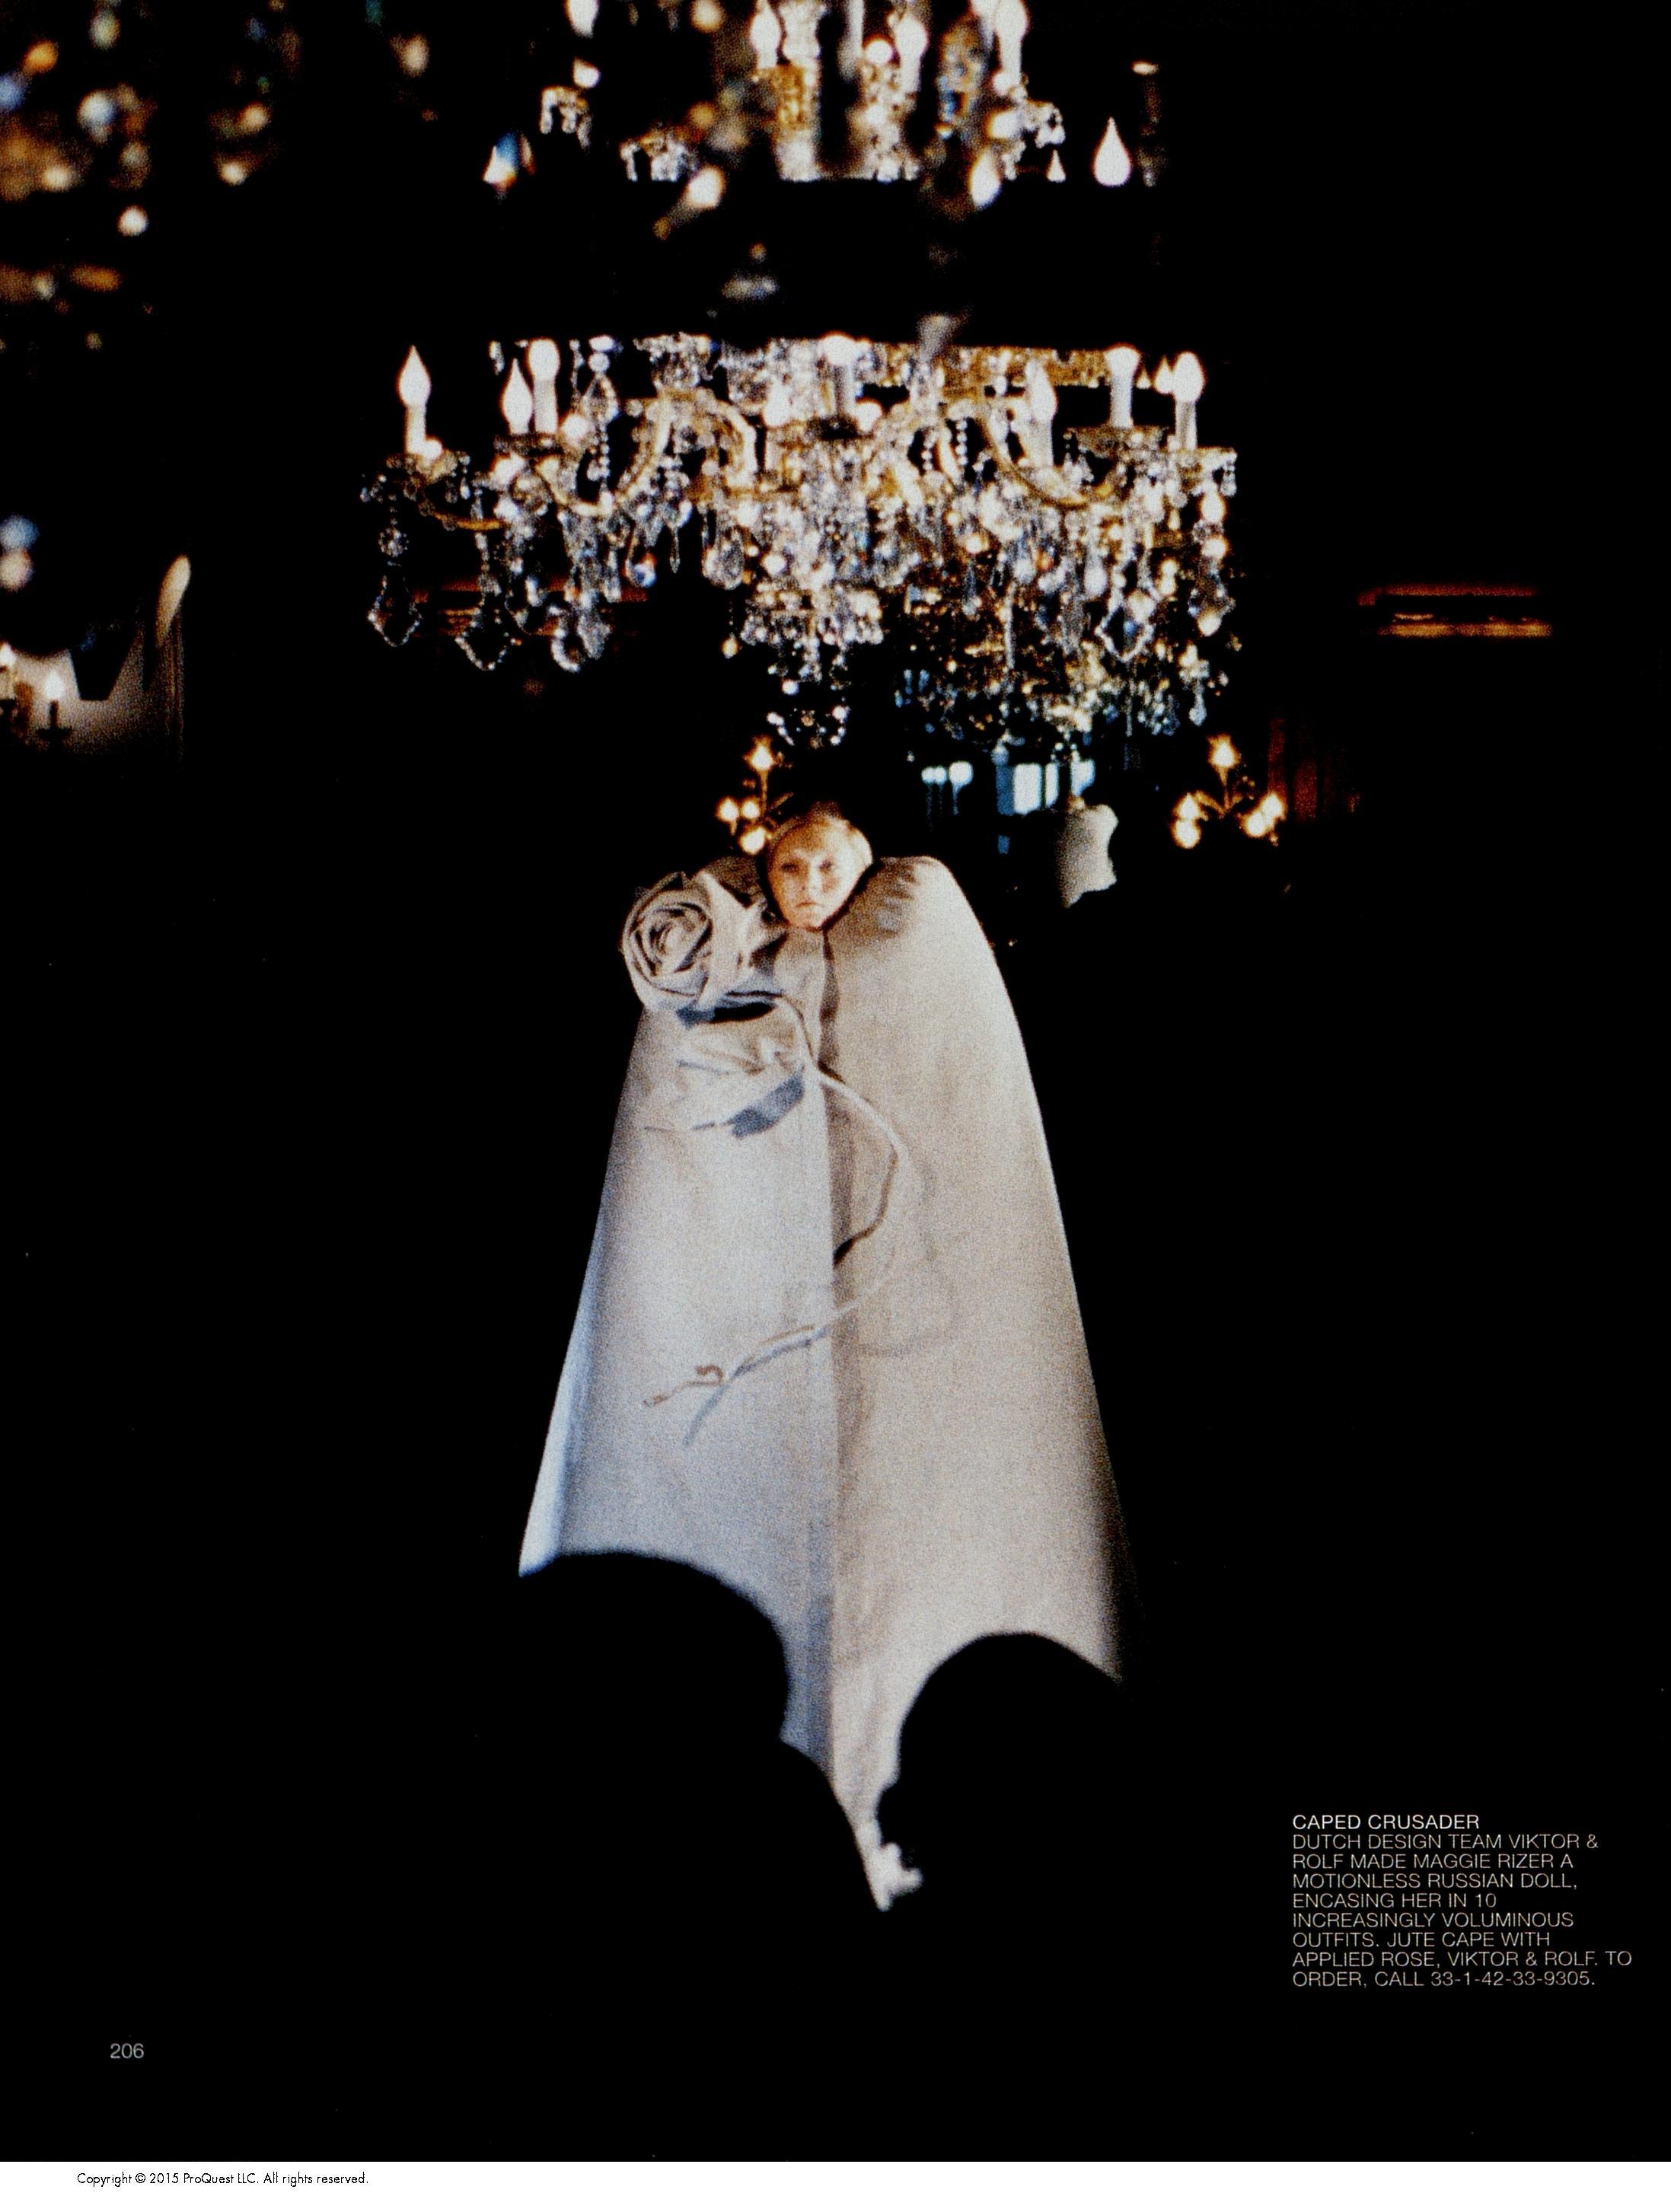 CAPED CRUSADER
DUTCH DESIGN TEAM VIKTOR &
ROLF MADE MAGGIE RIZER A
MOTIONLESS RUSSIAN DOLL,
ENCASING HER IN 10
INCREASINGLY VOLUMINOUS
OUTFITS. JUTE CAPE WITH
APPLIED ROSE, VIKTOR & ROLF. TO
ORDER, CALL 33-1-42-33-9305.
206
Copyright © 2015 ProQuest LLC. All rights reserved.